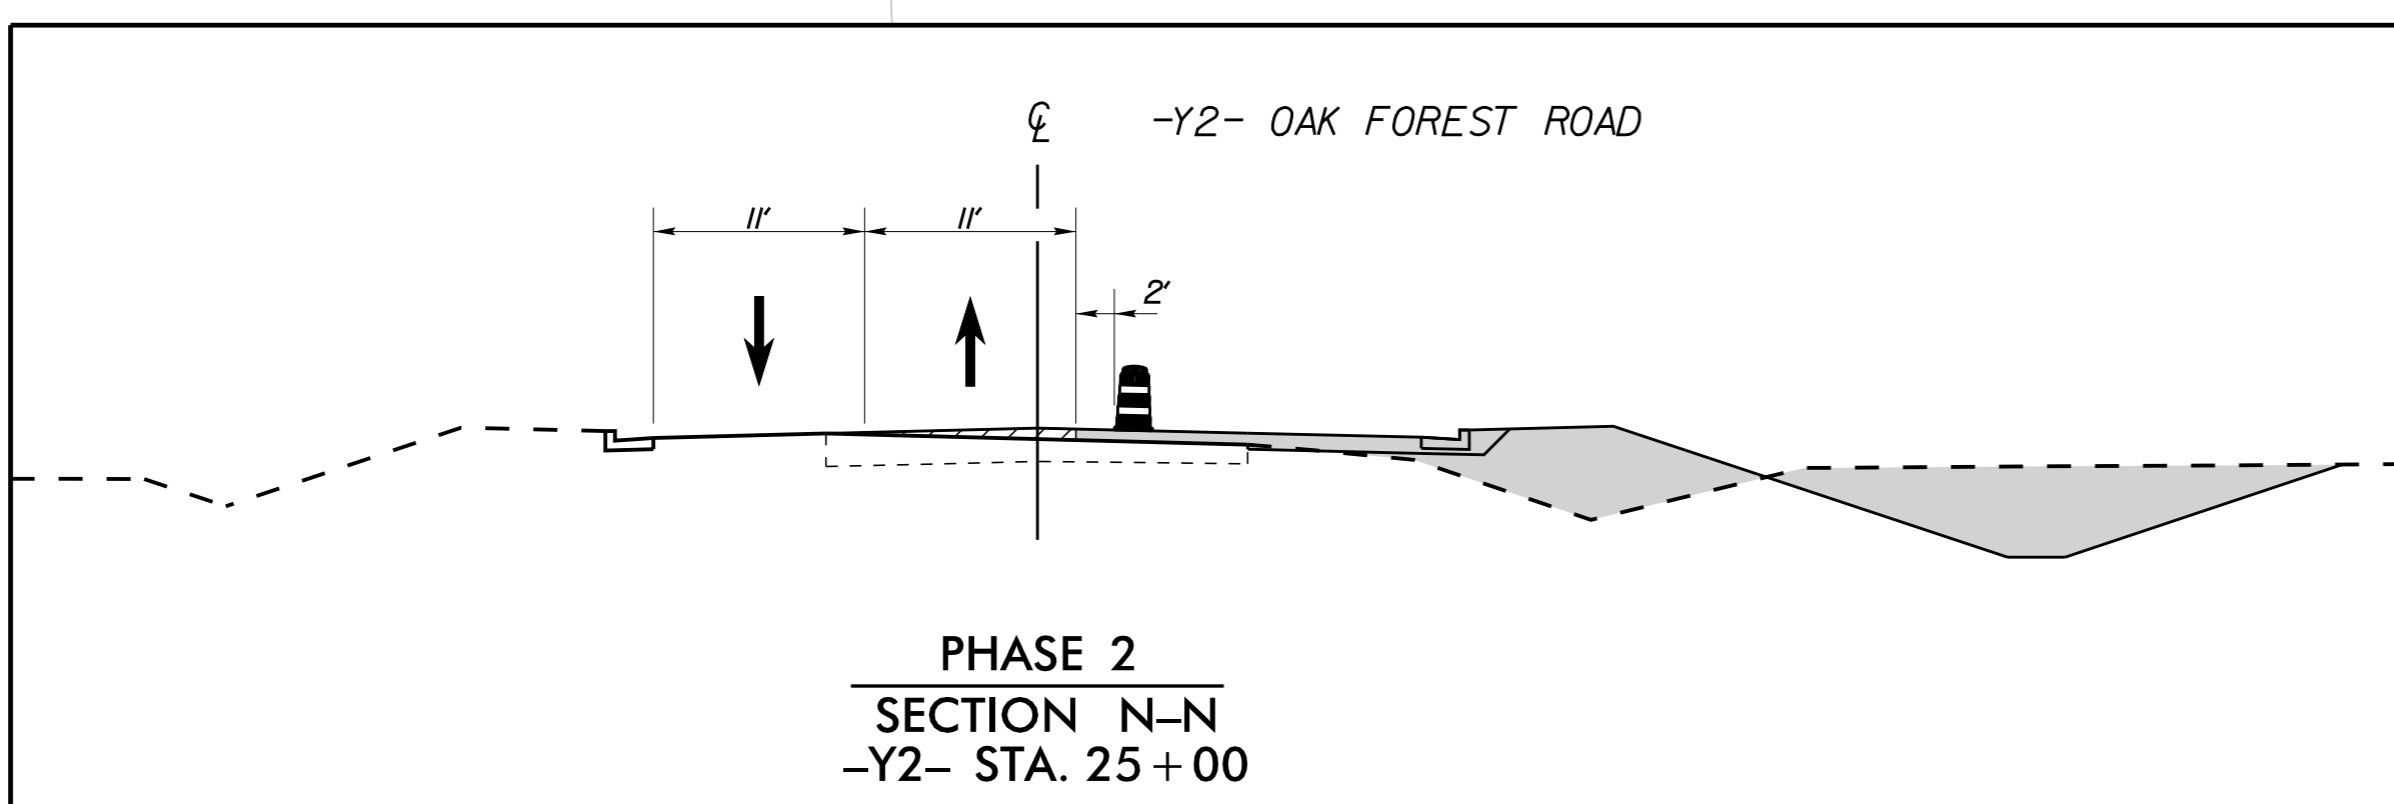 ℄ -Y2- OAK FOREST ROAD
11' 11'
2'
PHASE 2
SECTION N-N
-Y2- STA. 25+00